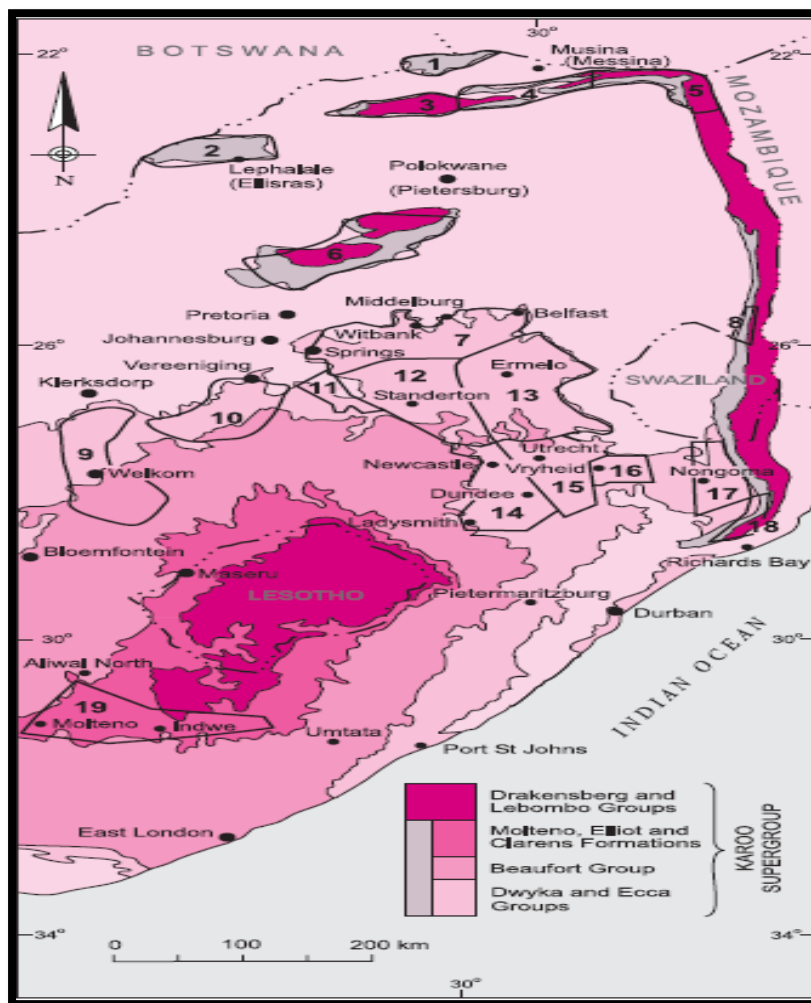 30°
22°
22°
BOTSWANA
1
Musina
(Messina)
3
4
5
MOZAMBIQUE
N
2
Lephalale
(Ellisras)
Polokwane
(Pietersburg)
6
Pretoria
Middelburg
Belfast
Johannesburg
Witbank
7
8
26°
26°
Springs
Vereeniging
Ermelo
Klerksdorp
11
12
13
SWAZILAND
Standerton
10
9
Utrecht
Newcastle
Vryheid
16
Nongoma
Welkom
Dundee
15
17
14
Ladysmith
18
Bloemfontein
Richards Bay
Maseru
LESOTHO
Pietermaritzburg
Durban
30°
30°
INDIAN OCEAN
Aliwal North
19
Molteno
Indwe
Umtata
Port St Johns
East London
Drakensberg and
Lebombo Groups
Molteno, Elliot and
Clarens Formations
Beaufort Group
Dwyka and Ecca
Groups
KAROO
SUPERGROUP
34°
34°
0 100 200 km
30°